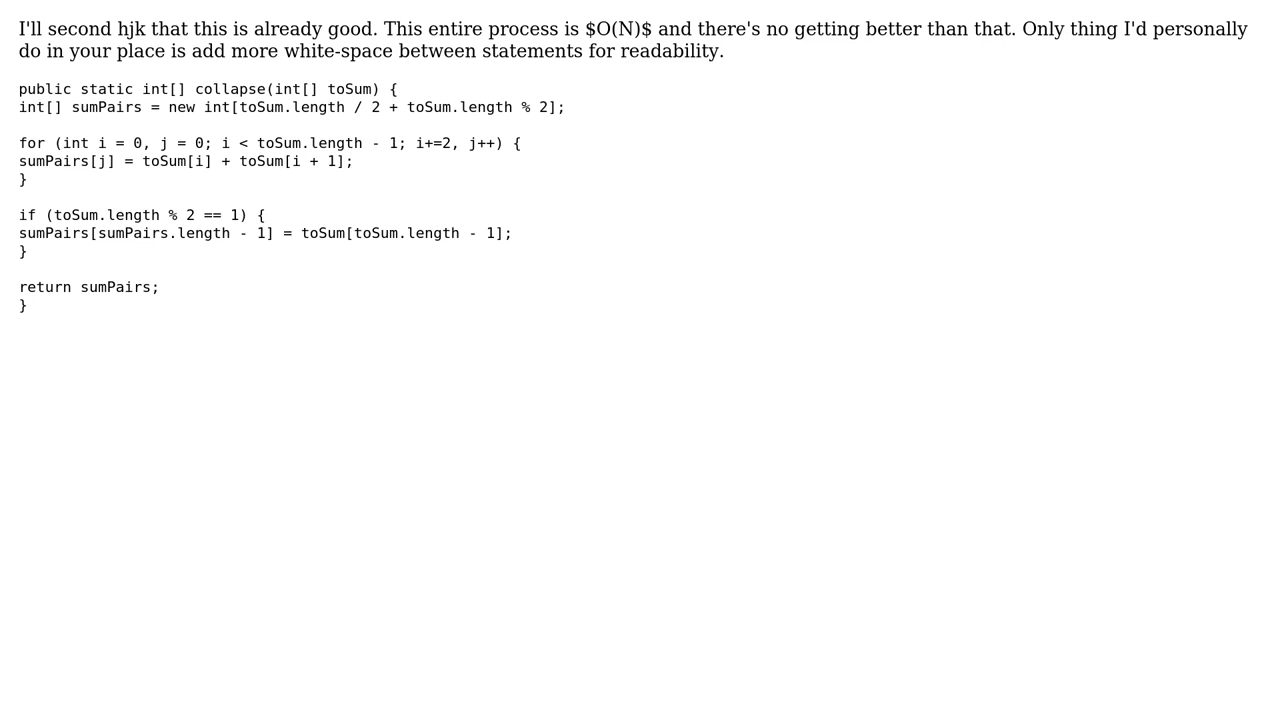 I'll second hjk that this is already good. This entire process is $O(N)$ and there's no getting better than that. Only thing I'd personally
do in your place is add more white-space between statements for readability.
public static int[] collapse(int[] toSum) {
int[] sumPairs = new int[toSum.length / 2 + toSum.length % 2];
for (int i = 0, j = 0; i < toSum.length - 1; i+=2, j++) {
sumPairs[j] = toSum[i] + toSum[i + 1];
}
if (toSum.length % 2 == 1) {
sumPairs[sumPairs.length - 1] = toSum[toSum.length - 1];
}
return sumPairs;
}